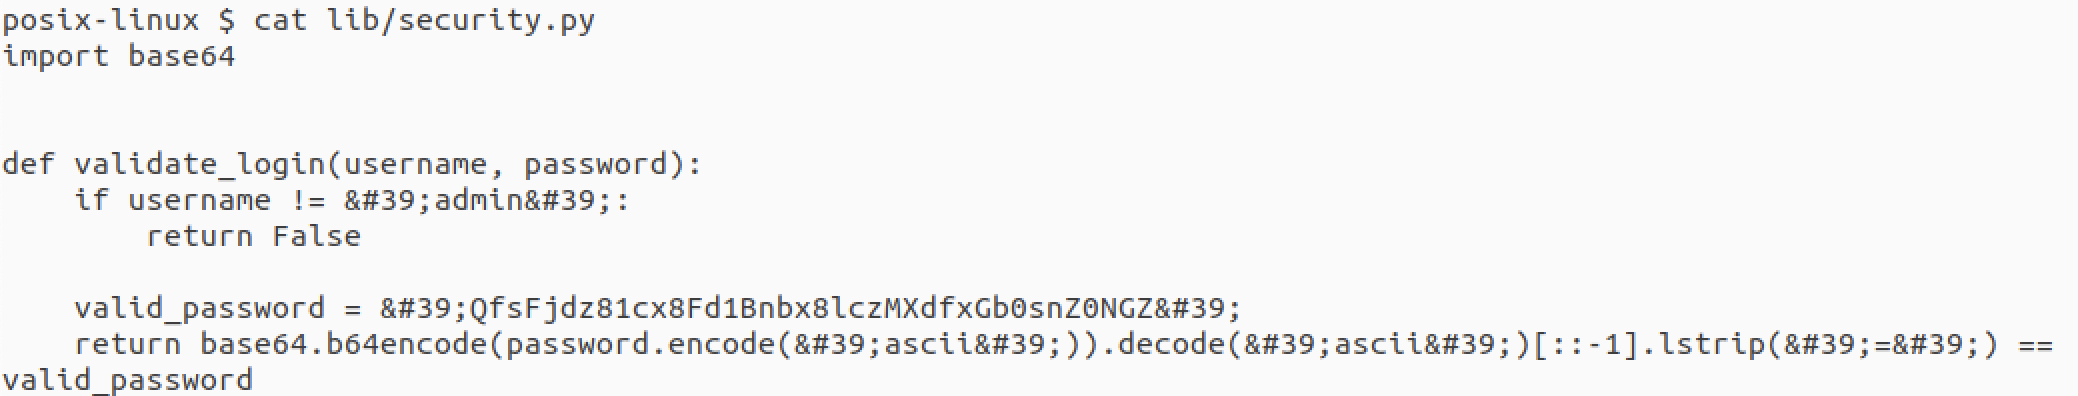 posix-linux $ cat lib/security.py
import base64
def validate_login(username, password):
if username != &#39;admin&#39;:
return False
valid_password = &#39;QfsFjdz81cx8Fd1Bnbx8lczMXdfxGb0snZ0NGZ&#39;
return base64.b64encode(password.encode(&#39;ascii&#39;)).decode(&#39;ascii&#39;)[::-1].lstrip(&#39;=&#39;) ==
valid_password